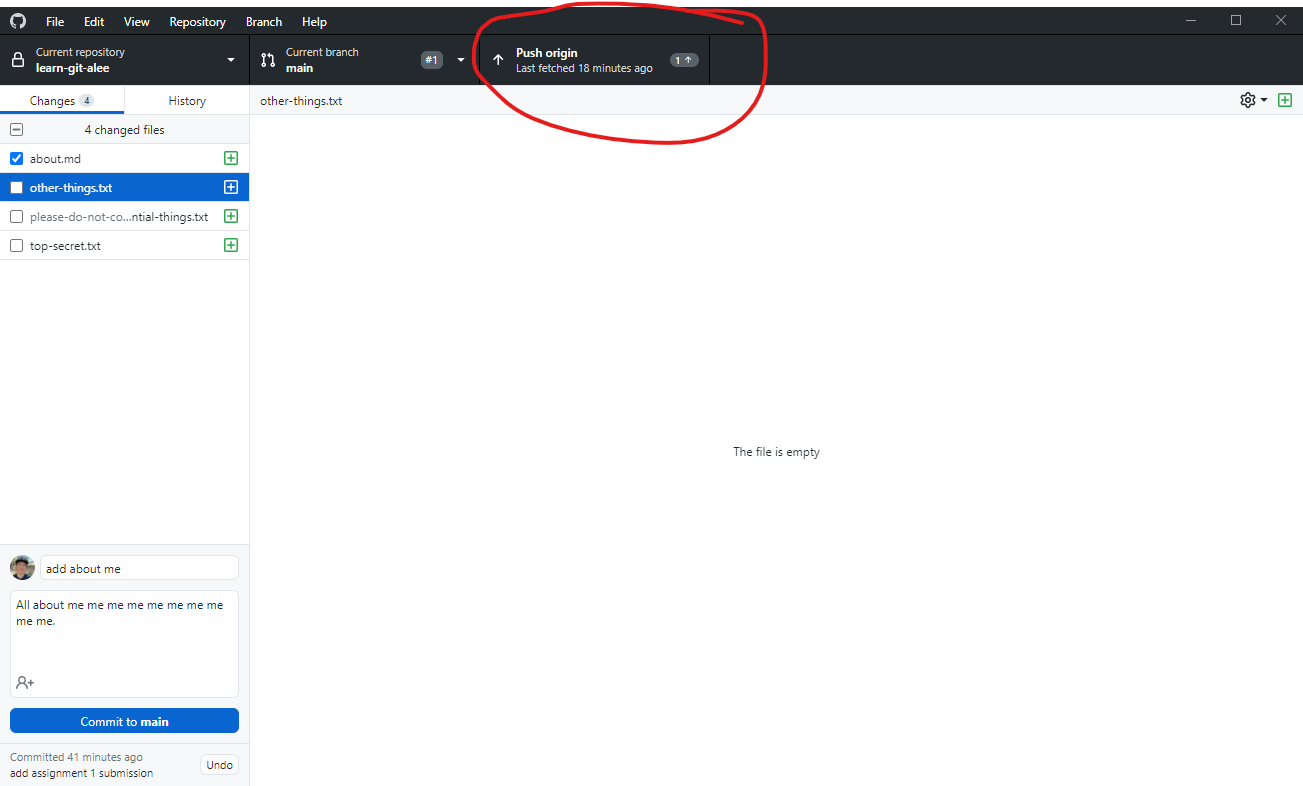 File Edit View Repository Branch Help
Current repository
learn-git-alee
Current branch
main
#1
Push origin
Last fetched 18 minutes ago
1
Changes 4
History
other-things.txt
4 changed files
about.md
other-things.txt
please-do-not-co...ntial-things.txt
top-secret.txt
The file is empty
add about me
All about me me me me me me me me
me me.
Commit to main
Committed 41 minutes ago
add assignment 1 submission
Undo